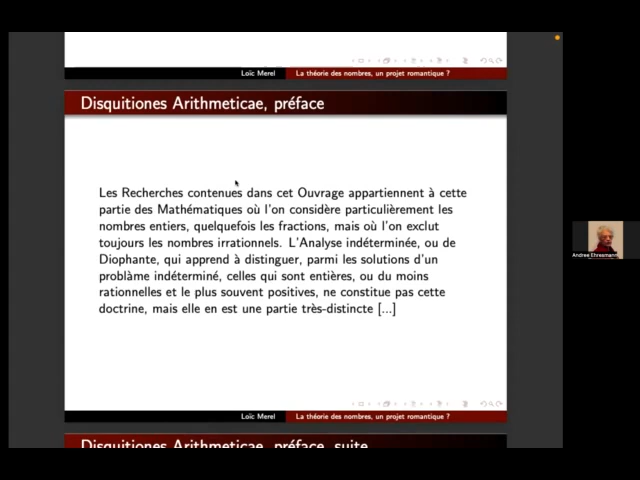 Loïc Merel La théorie des nombres, un projet romantique ?
Disquitiones Arithmeticae, préface
Les Recherches contenues dans cet Ouvrage appartiennent à cette
partie des Mathématiques où l'on considère particulièrement les
nombres entiers, quelquefois les fractions, mais où l'on exclut
toujours les nombres irrationnels. L'Analyse indéterminée, ou de
Diophante, qui apprend à distinguer, parmi les solutions d'un
problàme indéterminé, celles qui sont entières, ou du moins
rationnelles et le plus souvent positives, ne constitue pas cette
doctrine, mais elle en est une partie très-distincte [...]
Andree Ehresmann
Loïc Merel La théorie des nombres, un projet romantique ?
Disquitiones Arithmeticae, préface, suite